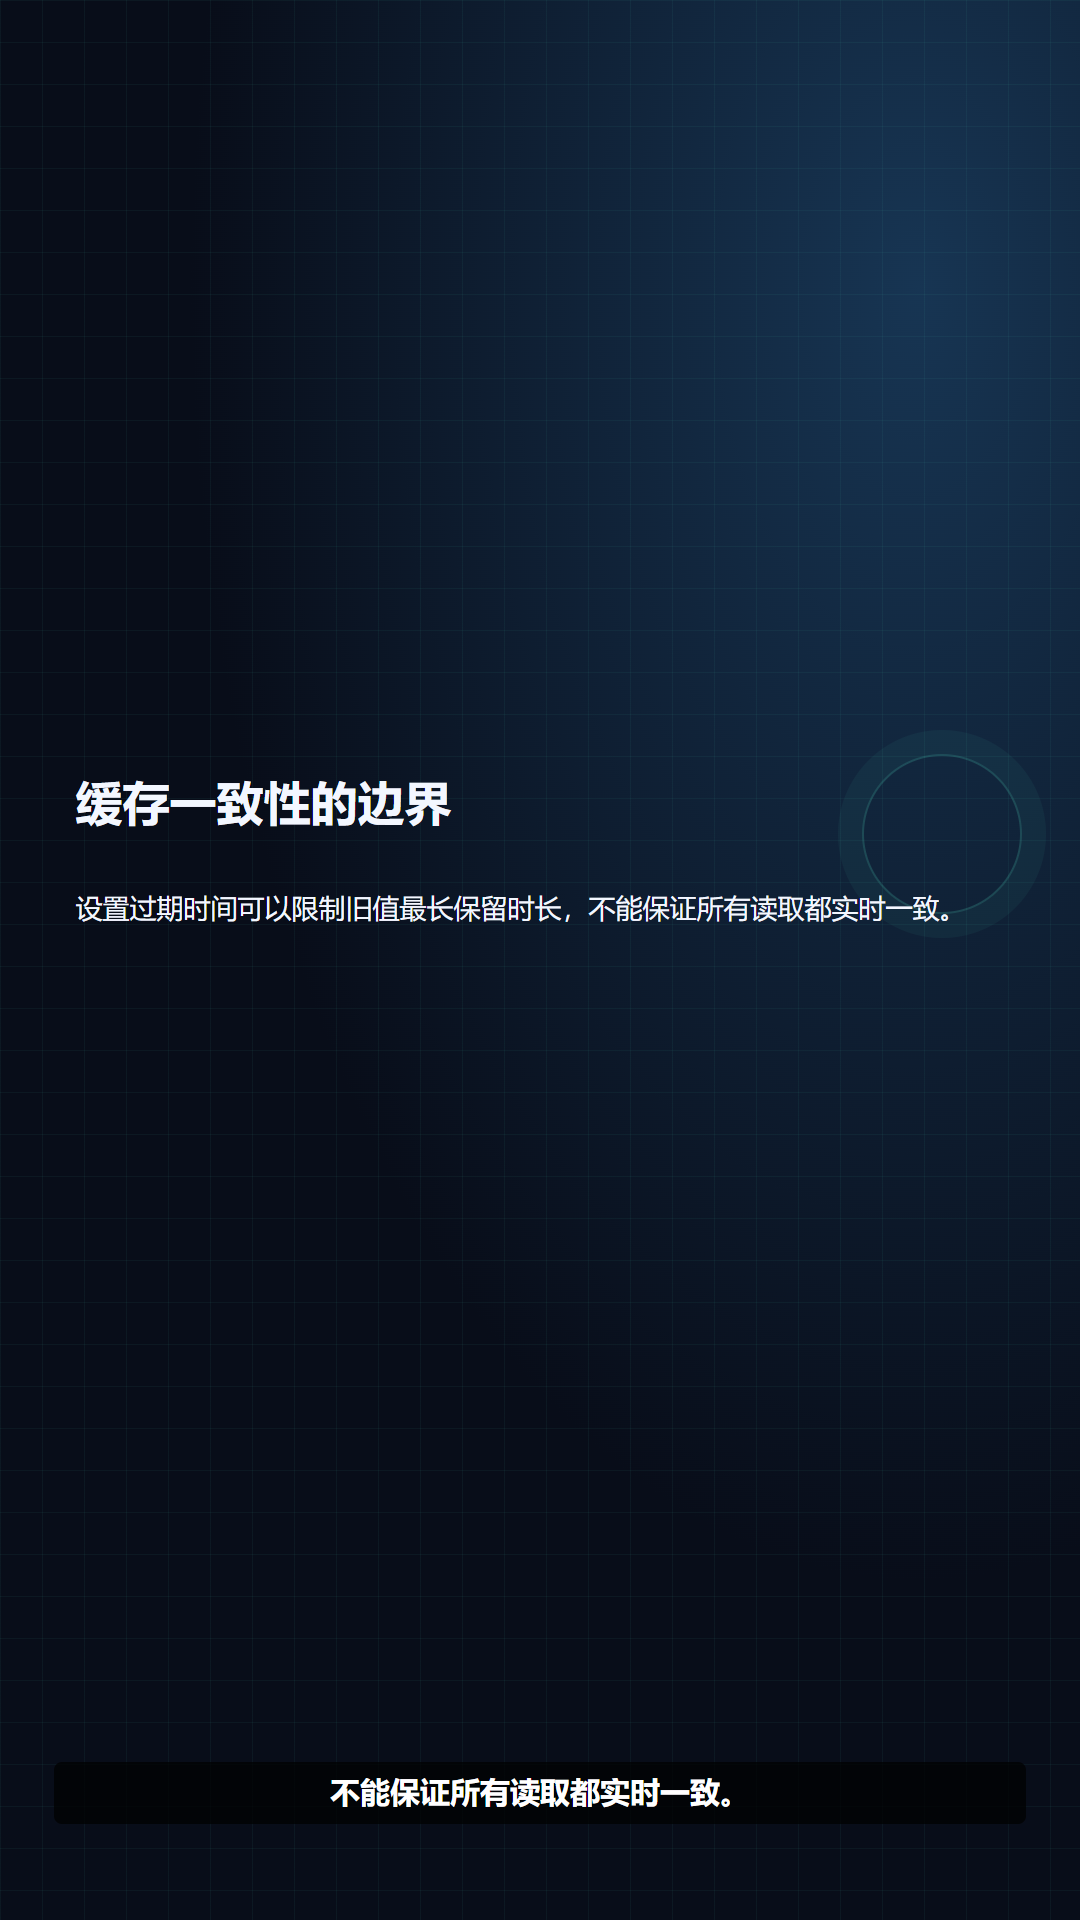 缓存一致性的边界
设置过期时间可以限制旧值最长保留时长，不能保证所有读取都实时一致。
不能保证所有读取都实时一致。